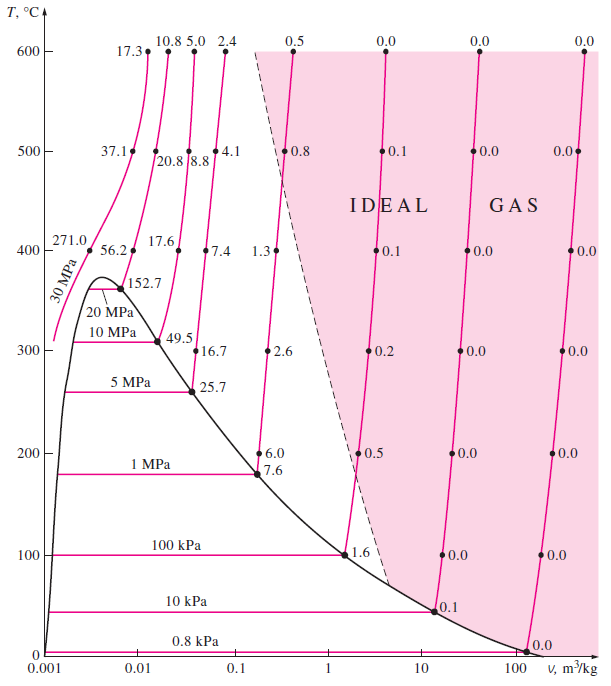 T, °C
10.8 5.0 2.4 0.5 0.0 0.0 0.0
600 17.3
500 37.1 20.8 8.8 4.1 0.8 0.1 0.0 0.0
IDEAL GAS
271.0 17.6
400 56.2 7.4 1.3 0.1 0.0 0.0
30 MPa
152.7
20 MPa
10 MPa 49.5
300 16.7 2.6 0.2 0.0 0.0
5 MPa 25.7
200 6.0 0.5 0.0 0.0
1 MPa 7.6
100 kPa
100 1.6 0.0 0.0
10 kPa 0.1
0.8 kPa 0.0
0
0.001 0.01 0.1 1 10 100 v, m³/kg